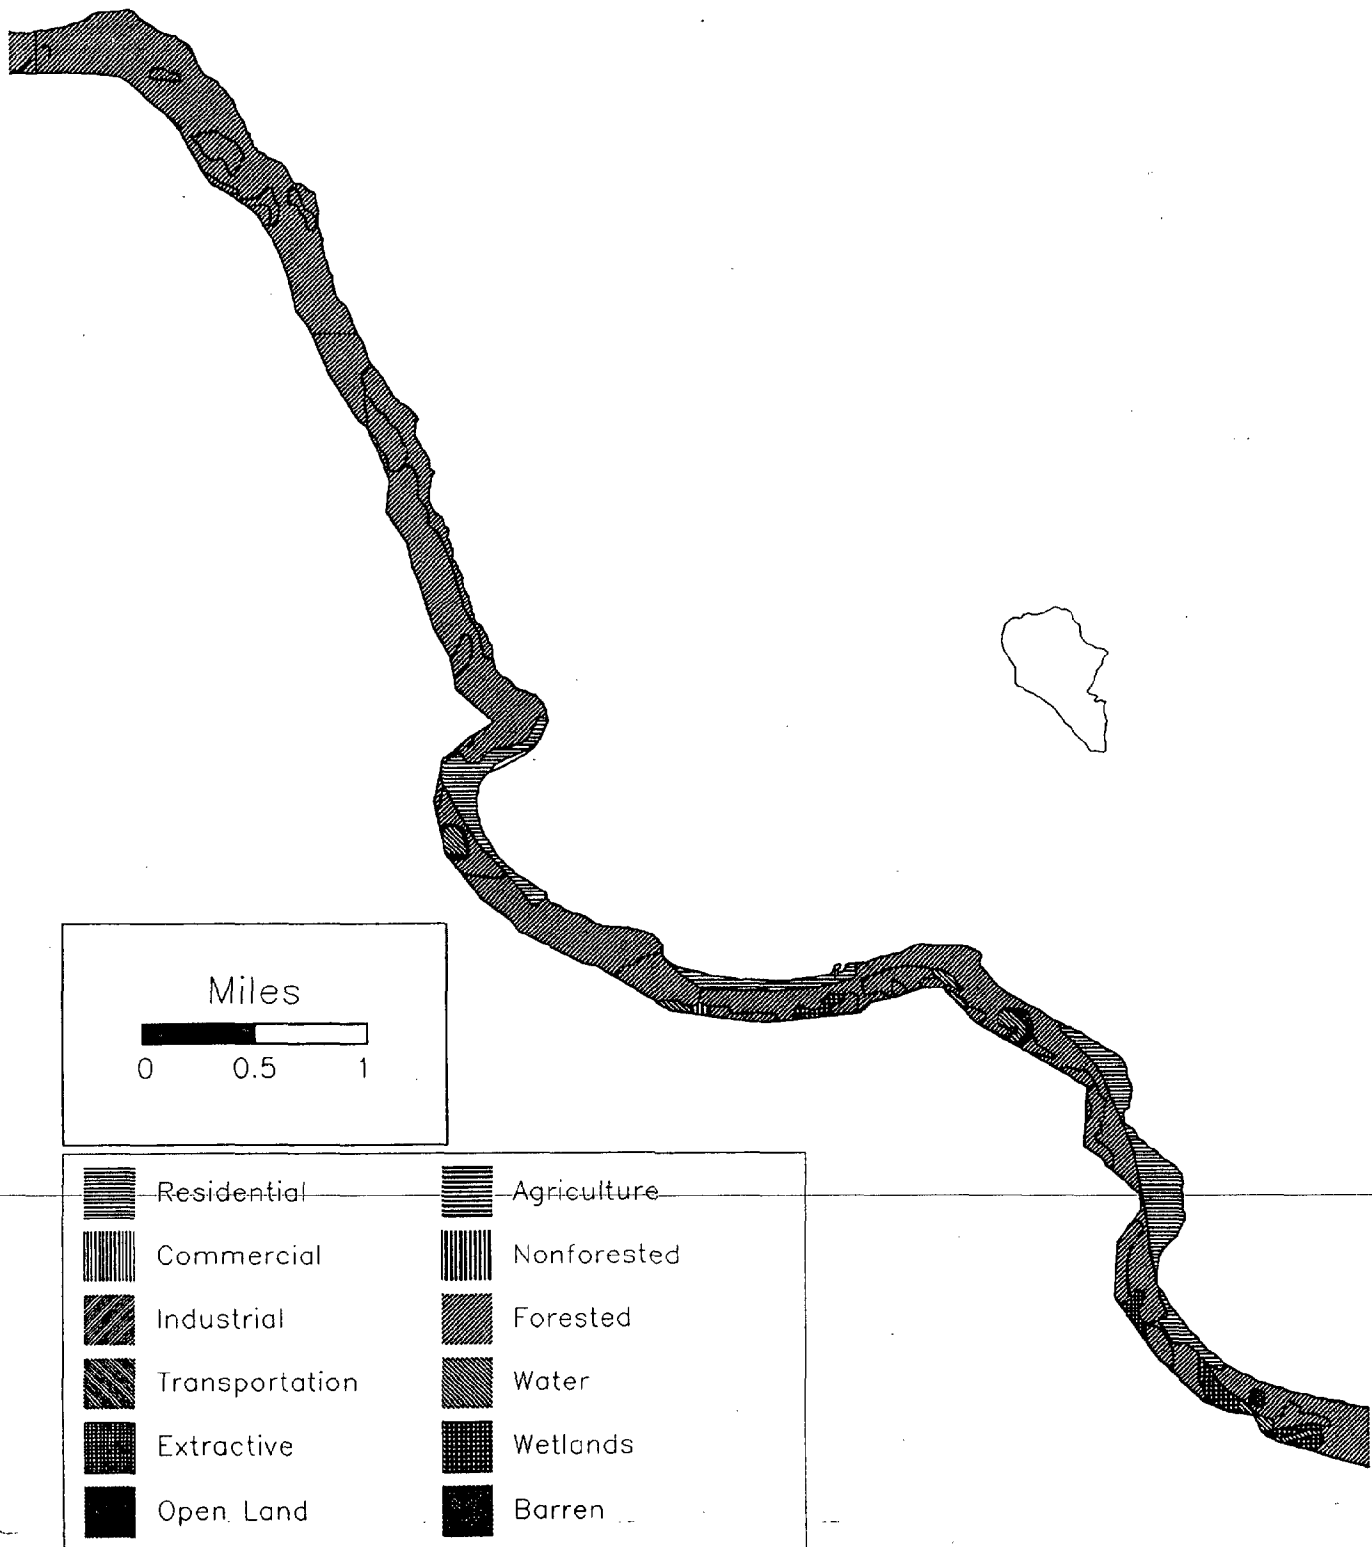 Miles
0 0.5 1
Residential Agriculture
Commercial Nonforested
Industrial Forested
Transportation Water
Extractive Wetlands
Open Land Barren